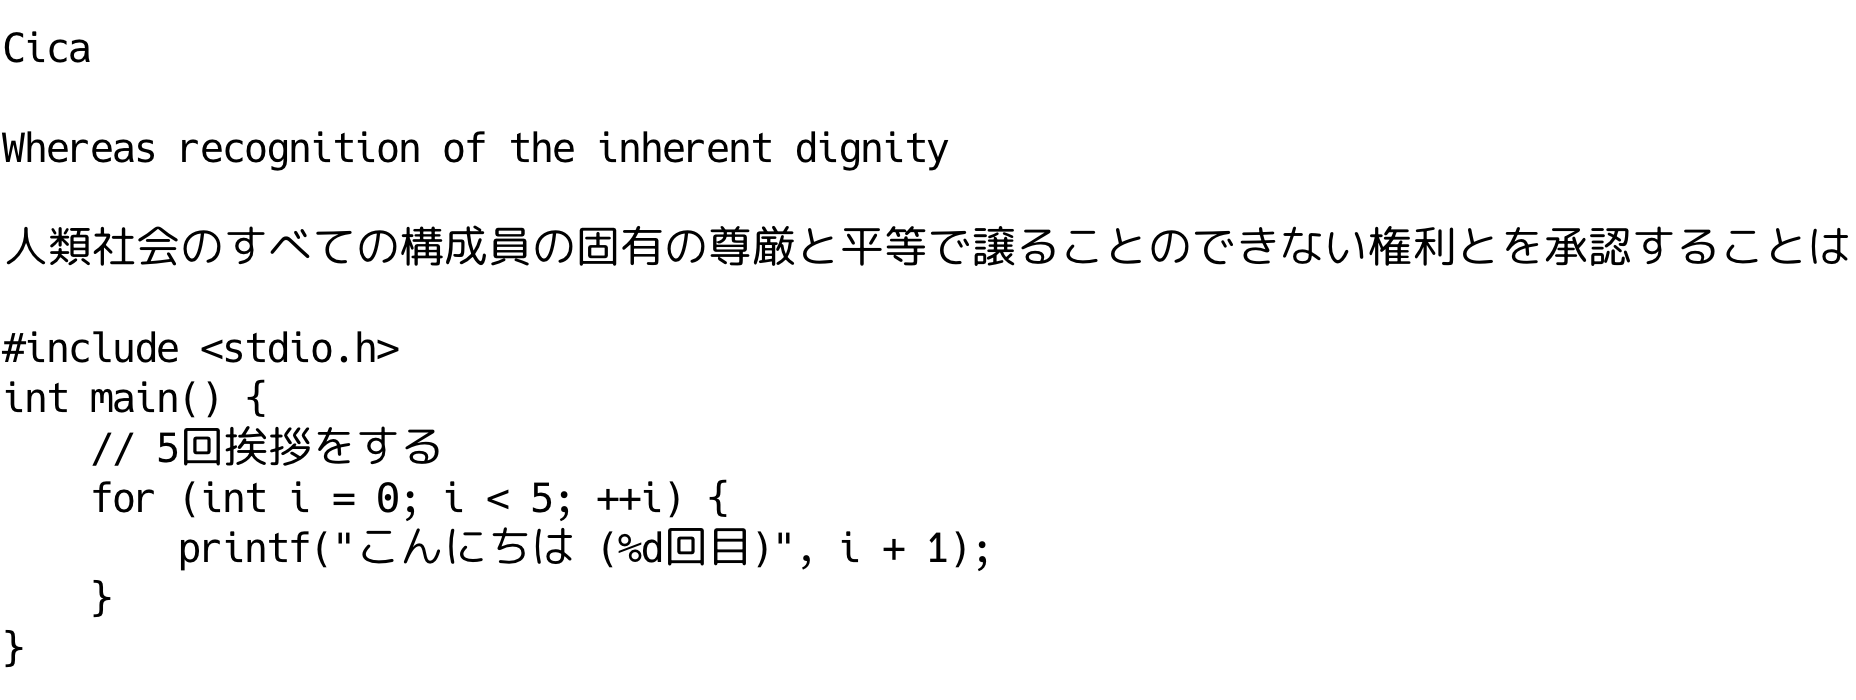 Cica
Whereas recognition of the inherent dignity
人類社会のすべての構成員の固有の尊厳と平等で譲ることのできない権利とを承認することは
#include <stdio.h>
int main() {
    // 5回挨拶をする
    for (int i = 0; i < 5; ++i) {
        printf("こんにちは (%d回目)", i + 1);
    }
}